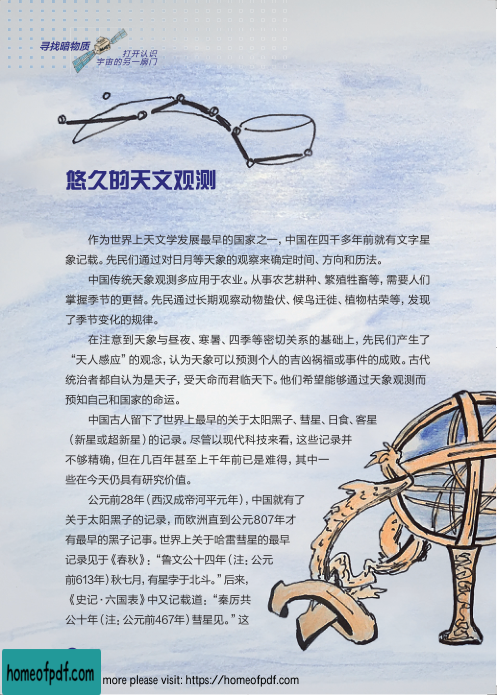 寻找暗物质
打开认识
宇宙的另一扇门
悠久的天文观测
作为世界上天文学发展最早的国家之一，中国在四千多年前就有文字星
象记载。先民们通过对日月等天象的观察来确定时间、方向和历法。
中国传统天象观测多应用于农业。从事农艺耕种、繁殖牲畜等，需要人们
掌握季节的更替。先民通过长期观察动物蛰伏、候鸟迁徙、植物枯荣等，发现
了季节变化的规律。
在注意到天象与昼夜、寒暑、四季等密切关系的基础上，先民们产生了
“天人感应”的观念，认为天象可以预测个人的吉凶祸福或事件的成败。古代
统治者都自认为是天子，受天命而君临天下。他们希望能够通过天象观测而
预知自己和国家的命运。
中国古人留下了世界上最早的关于太阳黑子、彗星、日食、客星
（新星或超新星）的记录。尽管以现代科技来看，这些记录并
不够精确，但在几百年甚至上千年前已是难得，其中一
些在今天仍具有研究价值。
公元前28年（西汉成帝河平元年），中国就有了
关于太阳黑子的记录，而欧洲直到公元807年才
有最早的黑子记事。世界上关于哈雷彗星的最早
记录见于《春秋》：“鲁文公十四年（注：公元
前613年）秋七月，有星孛于北斗。”后来，
《史记·六国表》中又记载道：“秦厉共
公十年（注：公元前467年）彗星见。”这
homeofpdf.com
more please visit: https://homeofpdf.com